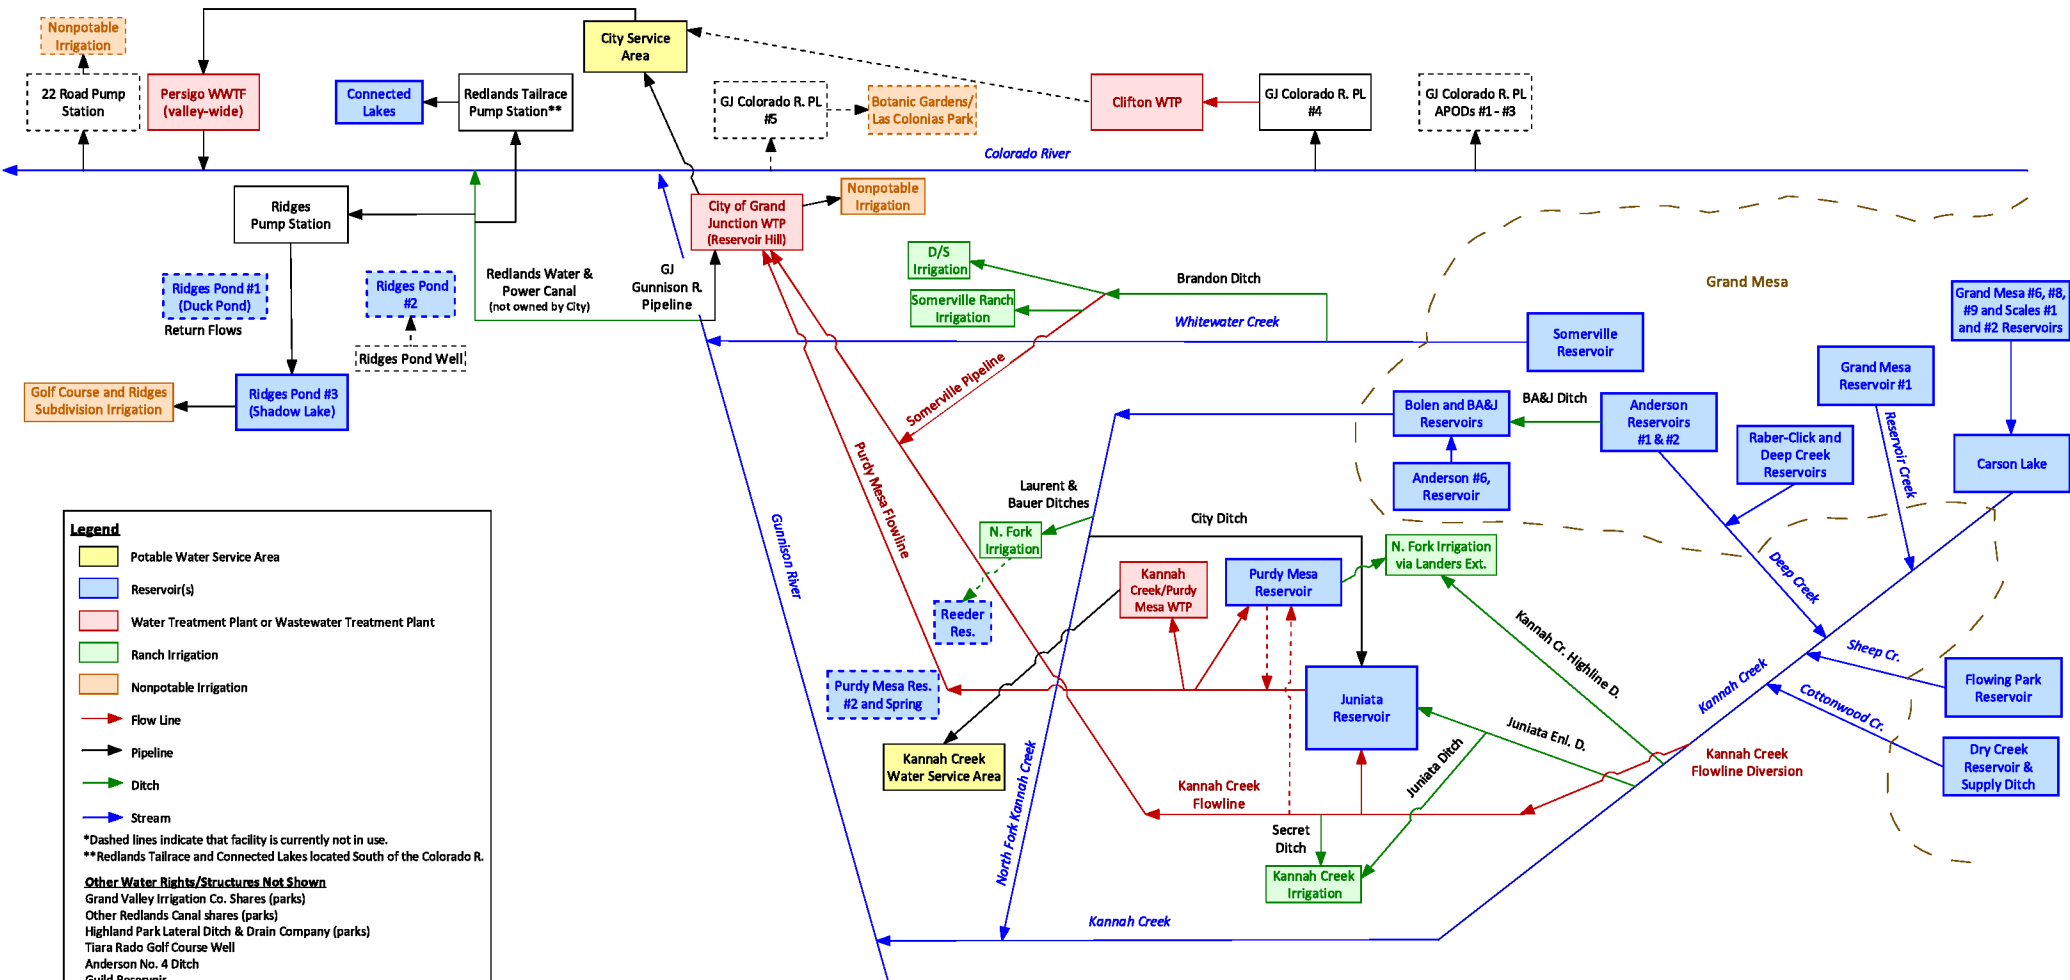 Nonpotable
Irrigation
22 Road Pump
Station
Persigo WWTF
(valley-wide)
Connected
Lakes
Redlands Tailrace
Pump Station**
City Service
Area
GJ Colorado R. PL
#5
Botanic Gardens/
Las Colonias Park
Clifton WTP
GJ Colorado R. PL
#4
GJ Colorado R. PL
APODs #1 - #3
Colorado River
Ridges
Pump Station
City of Grand
Junction WTP
(Reservoir Hill)
Nonpotable
Irrigation
Ridges Pond #1
(Duck Pond)
Return Flows
Ridges Pond
#2
Ridges Pond Well
Redlands Water &
Power Canal
(not owned by City)
GJ
Gunnison R.
Pipeline
D/S
Irrigation
Somerville Ranch
Irrigation
Brandon Ditch
Whitewater Creek
Somerville
Reservoir
Grand Mesa
Grand Mesa #6, #8,
#9 and Scales #1
and #2 Reservoirs
Grand Mesa
Reservoir #1
Golf Course and Ridges
Subdivision Irrigation
Ridges Pond #3
(Shadow Lake)
Somerville Pipeline
Purdy Mesa Flowline
Bolen and BA&J
Reservoirs
BA&J Ditch
Anderson
Reservoirs
#1 & #2
Raber-Click and
Deep Creek
Reservoirs
Reservoir Creek
Carson Lake
Anderson #6,
Reservoir
Laurent &
Bauer Ditches
City Ditch
N. Fork
Irrigation
Reeder
Res.
Kannah
Creek/Purdy
Mesa WTP
Purdy Mesa
Reservoir
N. Fork Irrigation
via Landers Ext.
Deep Creek
Gunnison River
Kannah Cr. Highline D.
Sheep Cr.
Kannah Creek
Flowing Park
Reservoir
Cottonwood Cr.
Purdy Mesa Res.
#2 and Spring
Juniata
Reservoir
Juniata Enl. D.
Juniata Ditch
Kannah Creek
Flowline Diversion
Dry Creek
Reservoir &
Supply Ditch
Kannah Creek
Water Service Area
North Fork Kannah Creek
Kannah Creek
Flowline
Secret
Ditch
Kannah Creek
Irrigation
Kannah Creek
Legend
Potable Water Service Area
Reservoir(s)
Water Treatment Plant or Wastewater Treatment Plant
Ranch Irrigation
Nonpotable Irrigation
Flow Line
Pipeline
Ditch
Stream
*Dashed lines indicate that facility is currently not in use.
**Redlands Tailrace and Connected Lakes located South of the Colorado R.
Other Water Rights/Structures Not Shown
Grand Valley Irrigation Co. Shares (parks)
Other Redlands Canal shares (parks)
Highland Park Lateral Ditch & Drain Company (parks)
Tiara Rado Golf Course Well
Anderson No. 4 Ditch
Guild Reservoir